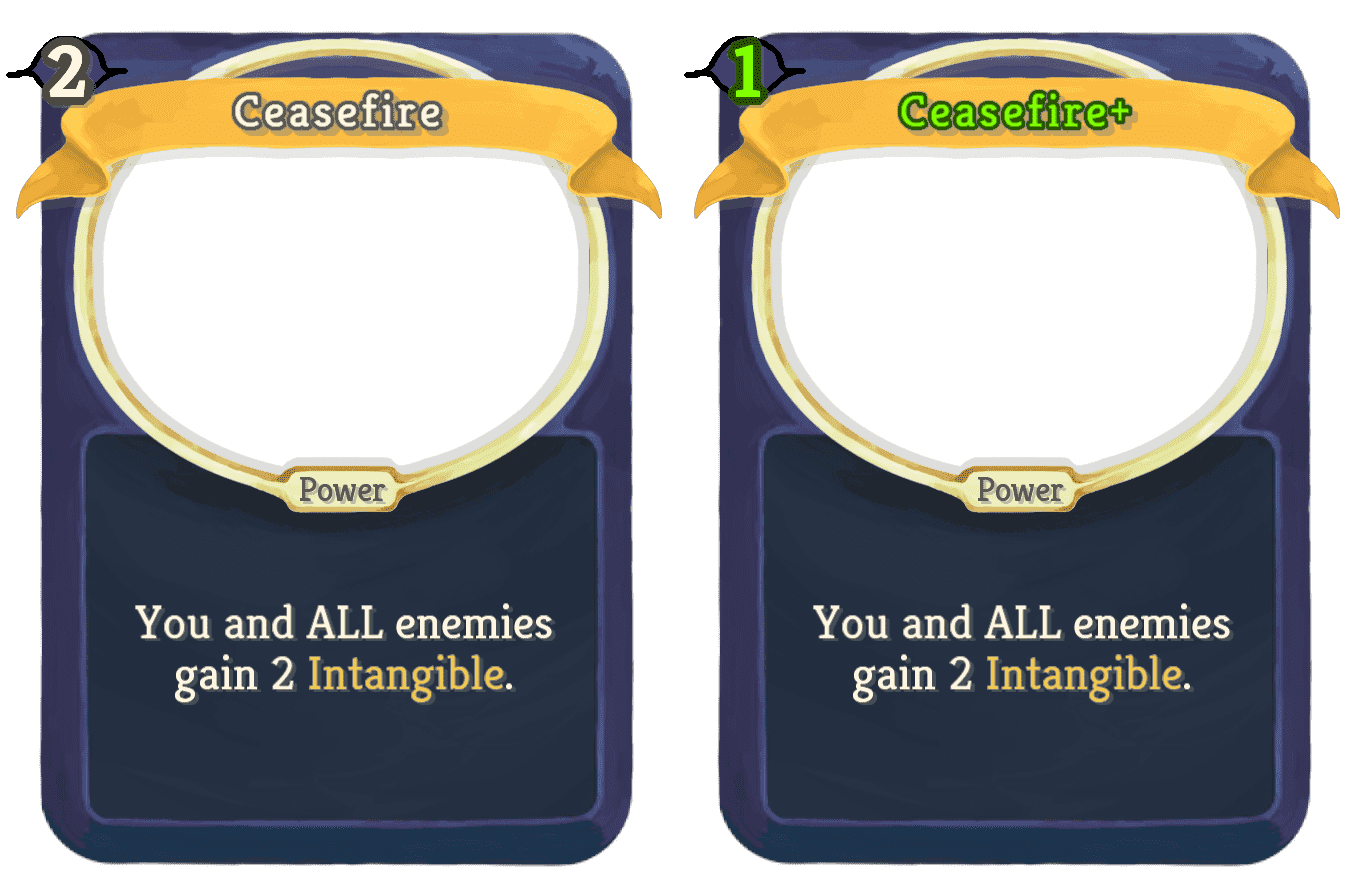 2
Ceasefire
Power
You and ALL enemies
gain 2 Intangible.
1
Ceasefire+
Power
You and ALL enemies
gain 2 Intangible.